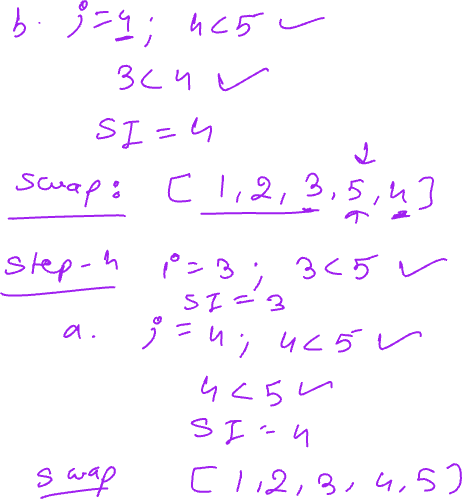 b. j=4; 4<5 ✓
3<4 ✓
SI=4
Swap: [1,2,3,5,4]
Step-4 i=3; 3<5 ✓
SI=3
a. j=4; 4<5 ✓
4<5 ✓
SI=4
swap [1,2,3,4,5]